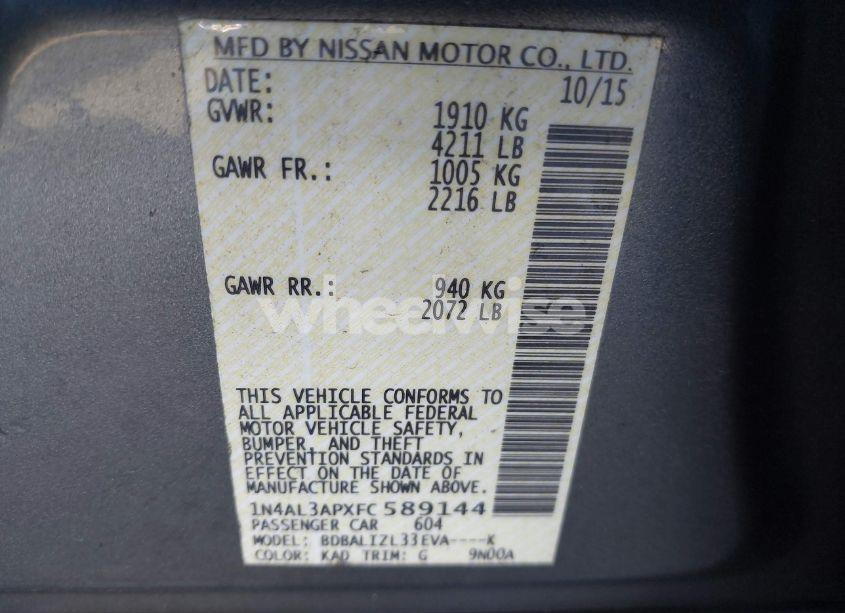 MFD BY NISSAN MOTOR CO., LTD.
DATE: 10/15
GVWR: 1910 KG
4211 LB
GAWR FR.: 1005 KG
2216 LB
GAWR RR.: 940 KG
2072 LB
wheelwise
THIS VEHICLE CONFORMS TO
ALL APPLICABLE FEDERAL
MOTOR VEHICLE SAFETY,
BUMPER, AND THEFT
PREVENTION STANDARDS IN
EFFECT ON THE DATE OF
MANUFACTURE SHOWN ABOVE.
1N4AL3APXFC589144
PASSENGER CAR 604
MODEL: BDBALIZL33EVA----K
COLOR: KAD TRIM: G 9N00A